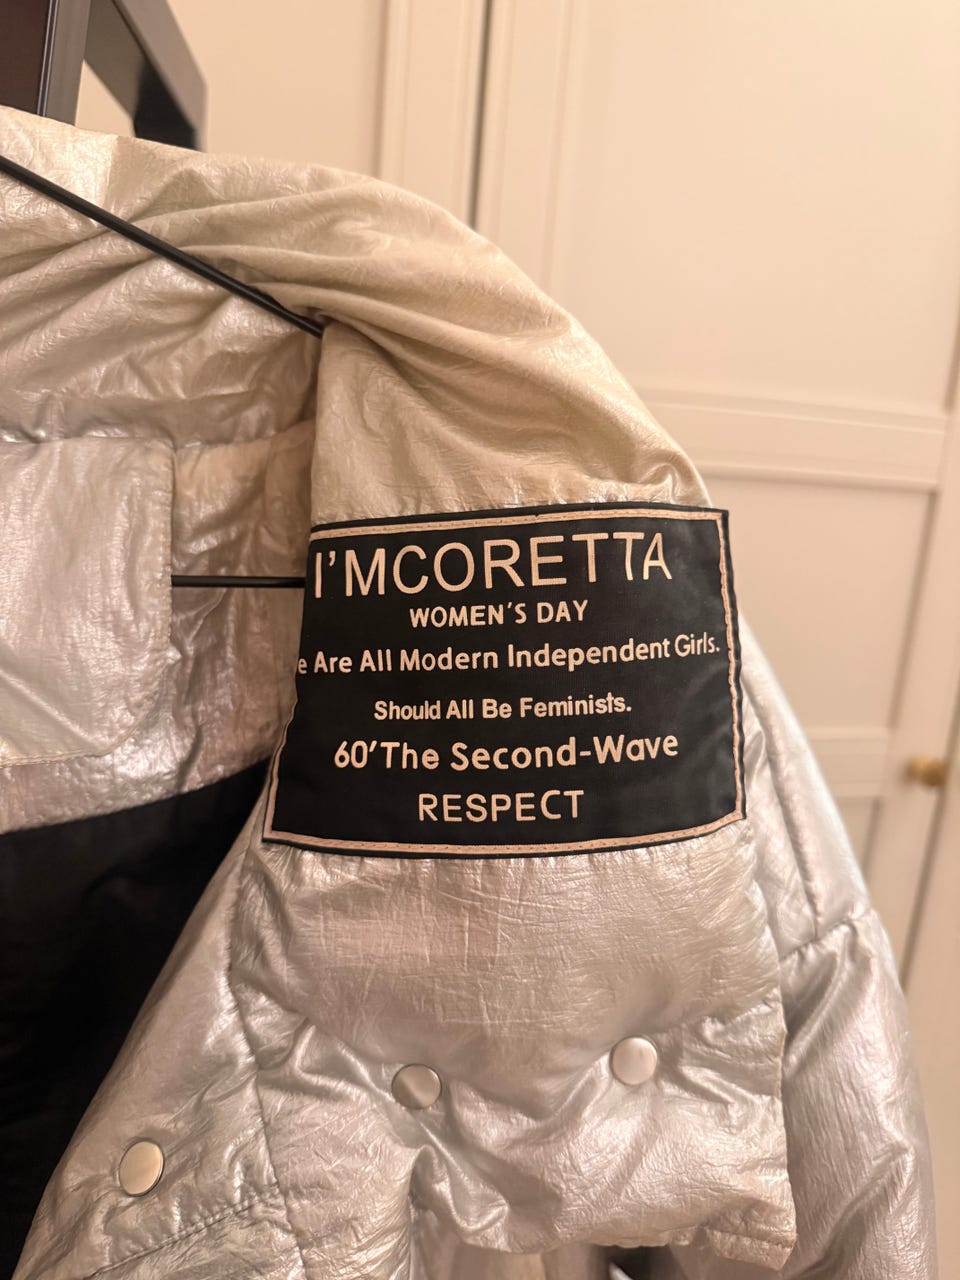 I'MCORETTA
WOMEN'S DAY
e Are All Modern Independent Girls.
Should All Be Feminists.
60'The Second-Wave
RESPECT